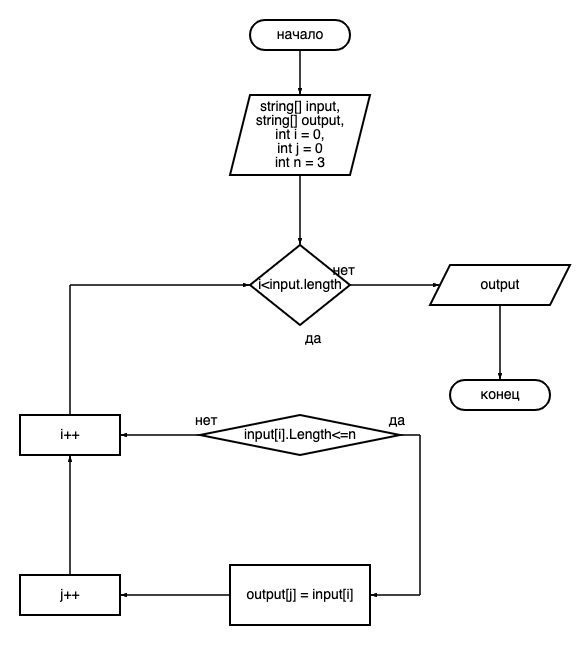 начало
string[] input,
string[] output,
int i = 0,
int j = 0
int n = 3
нет
i<input.length
output
да
конец
нет
да
i++
input[i].Length<=n
j++
output[j] = input[i]